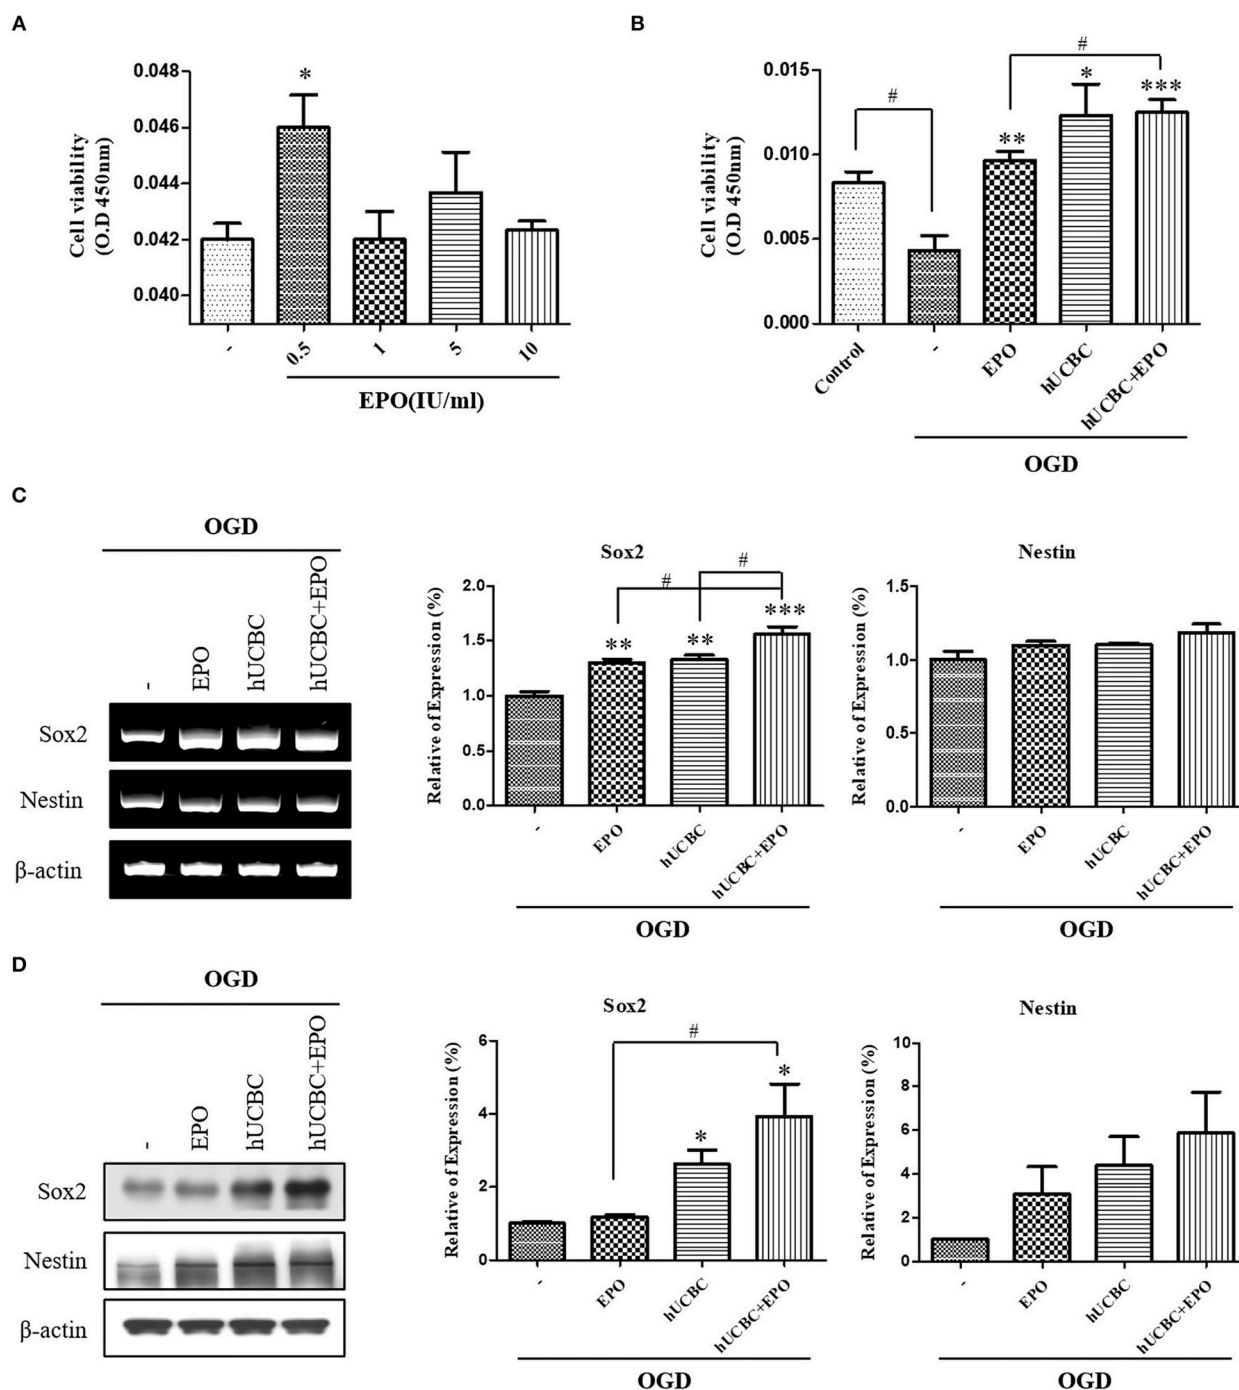 A
Cell viability
(O.D 450nm)
0.048
0.046
0.044
0.042
0.040
*
-
0.5
1
5
10
EPO(IU/ml)
B
Cell viability
(O.D 450nm)
0.015
0.010
0.005
0.000
#
#
**
*
***
Control
-
EPO
hUCBC
hUCBC+EPO
OGD
C
OGD
-
EPO
hUCBC
hUCBC+EPO
Sox2
Nestin
β-actin
Sox2
Relative of Expression (%)
2.0
1.5
1.0
0.5
0.0
#
#
**
**
***
-
EPO
hUCBC
hUCBC+EPO
OGD
Nestin
Relative of Expression (%)
1.5
1.0
0.5
0.0
-
EPO
hUCBC
hUCBC+EPO
OGD
D
OGD
-
EPO
hUCBC
hUCBC+EPO
Sox2
Nestin
β-actin
Sox2
Relative of Expression (%)
6
4
2
0
#
*
*
-
EPO
hUCBC
hUCBC+EPO
OGD
Nestin
Relative of Expression (%)
10
8
6
4
2
0
-
EPO
hUCBC
hUCBC+EPO
OGD